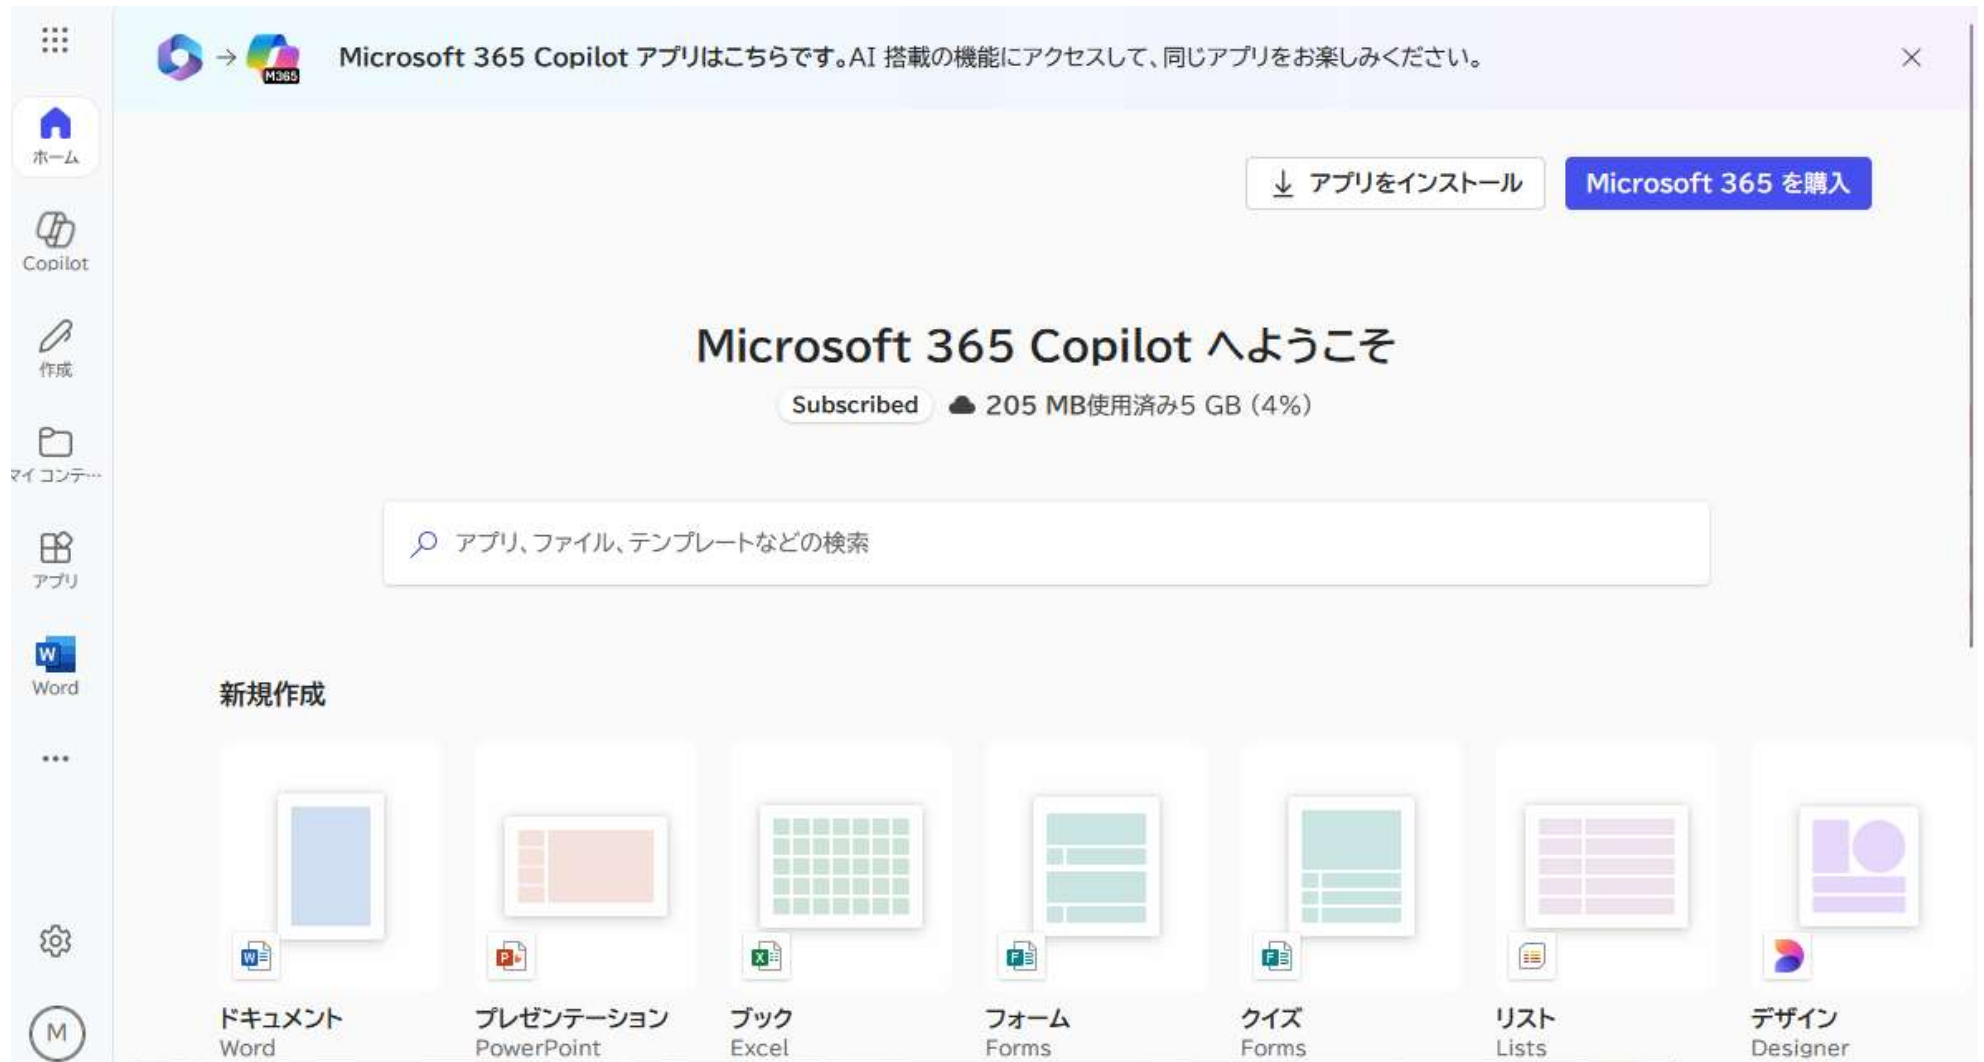 M365
Microsoft 365 Copilot アプリはこちらです。AI 搭載の機能にアクセスして、同じアプリをお楽しみください。
ホーム
Copilot
作成
マイ コンテ…
アプリ
W
Word
M
アプリをインストール
Microsoft 365 を購入
Microsoft 365 Copilot へようこそ
Subscribed
205 MB使用済み5 GB (4%)
アプリ、ファイル、テンプレートなどの検索
新規作成
W
ドキュメント
Word
P
プレゼンテーション
PowerPoint
X
ブック
Excel
F
フォーム
Forms
F
クイズ
Forms
リスト
Lists
デザイン
Designer